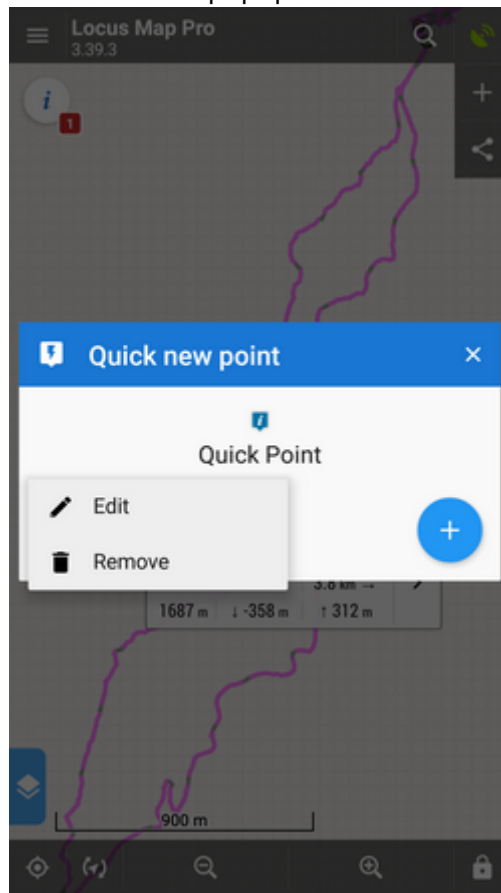 Locus Map Pro
3.39.3
i
1
Quick new point
Quick Point
Edit
Remove
3.8 km →
1687 m ↓ -358 m ↑ 312 m
900 m